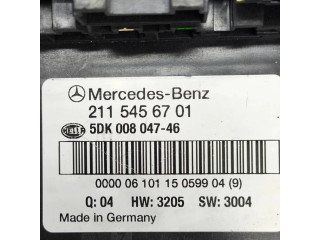 Mercedes-Benz
211 545 67 01
HELLA 5DK 008 047-46
0000 06 101 15 0599 04 (9)
Q: 04 HW: 3205 SW: 3004
Made in Germany